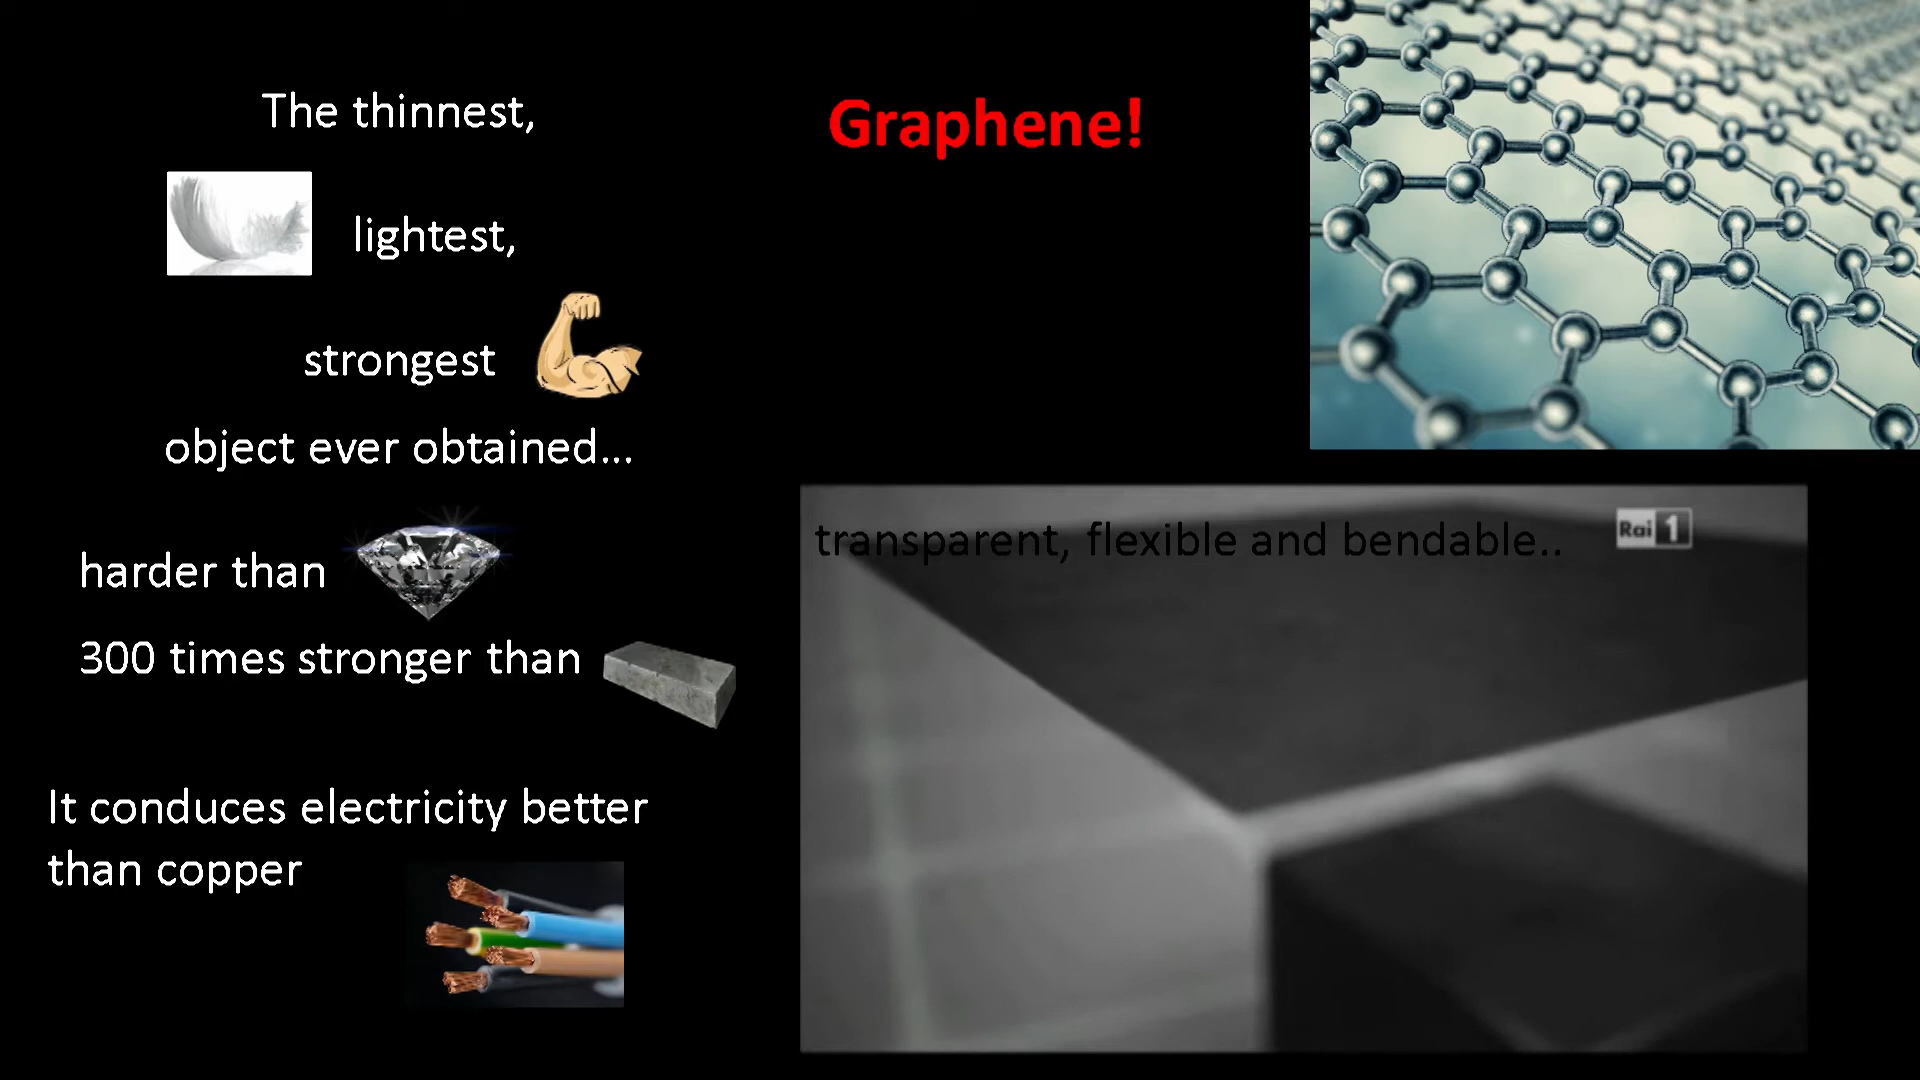 The thinnest,
lightest,
strongest
object ever obtained...
harder than
300 times stronger than
It conduces electricity better
than copper
Graphene!
transparent, flexible and bendable..
Rai 1